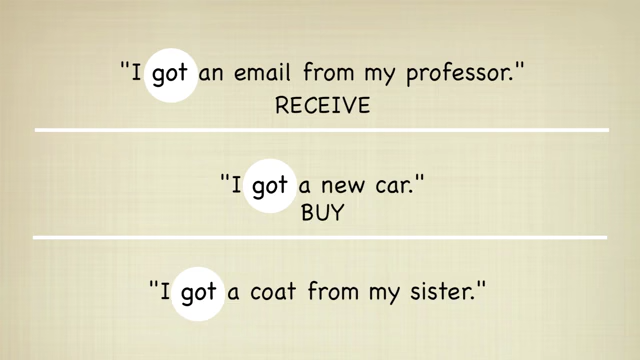 "I got an email from my professor."
RECEIVE
"I got a new car."
BUY
"I got a coat from my sister."